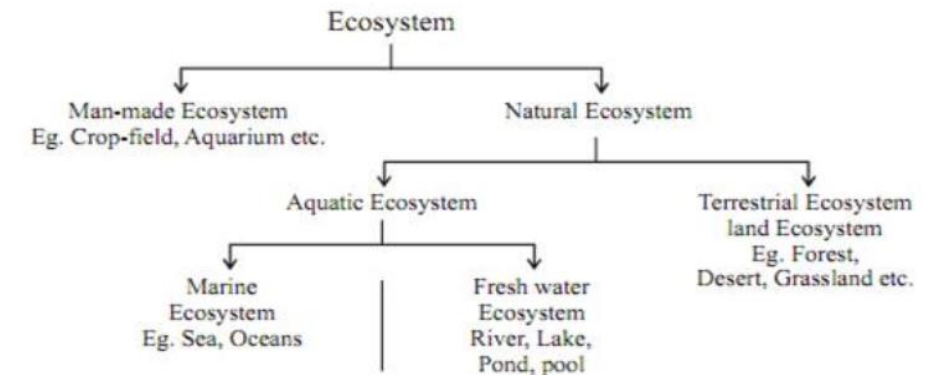 Ecosystem
Man-made Ecosystem
Eg. Crop-field, Aquarium etc.
Natural Ecosystem
Aquatic Ecosystem
Terrestrial Ecosystem
land Ecosystem
Eg. Forest,
Desert, Grassland etc.
Marine
Ecosystem
Eg. Sea, Oceans
Fresh water
Ecosystem
River, Lake,
Pond, pool